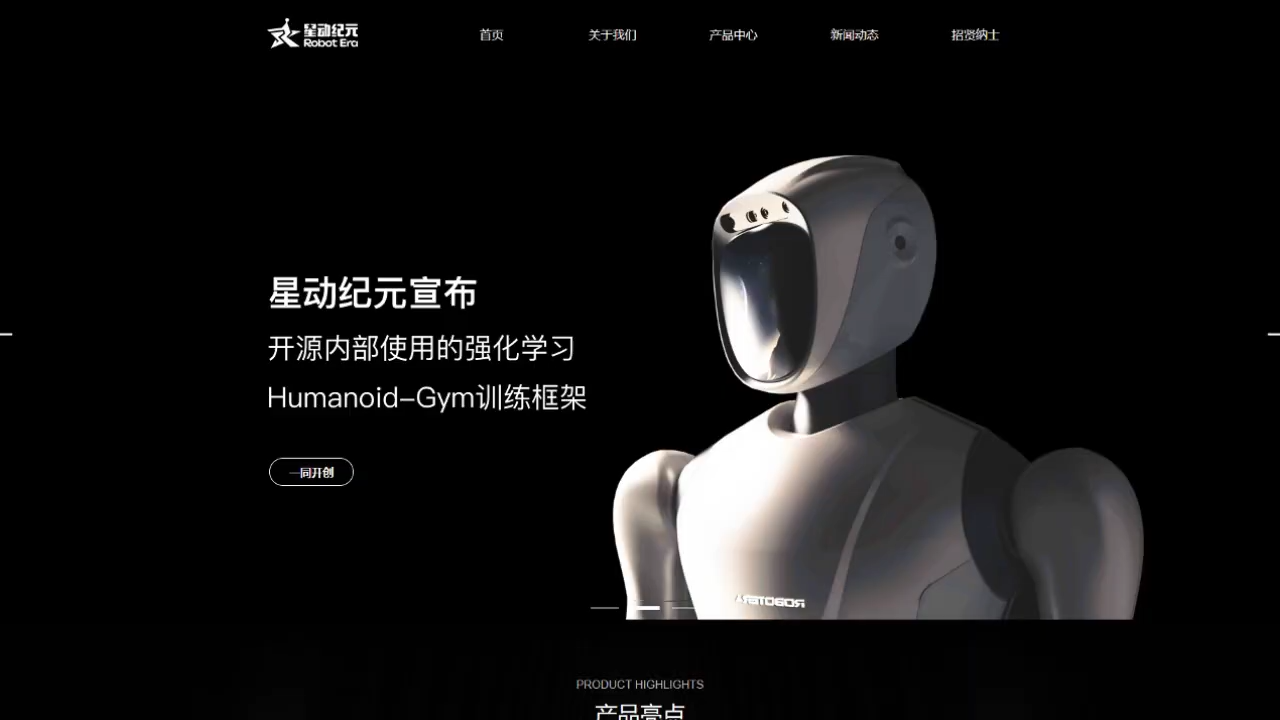 星动纪元
Robot Era
首页
关于我们
产品中心
新闻动态
招贤纳士
星动纪元宣布
开源内部使用的强化学习
Humanoid-Gym训练框架
一同开创
ROBOTERA
PRODUCT HIGHLIGHTS
产品亮点